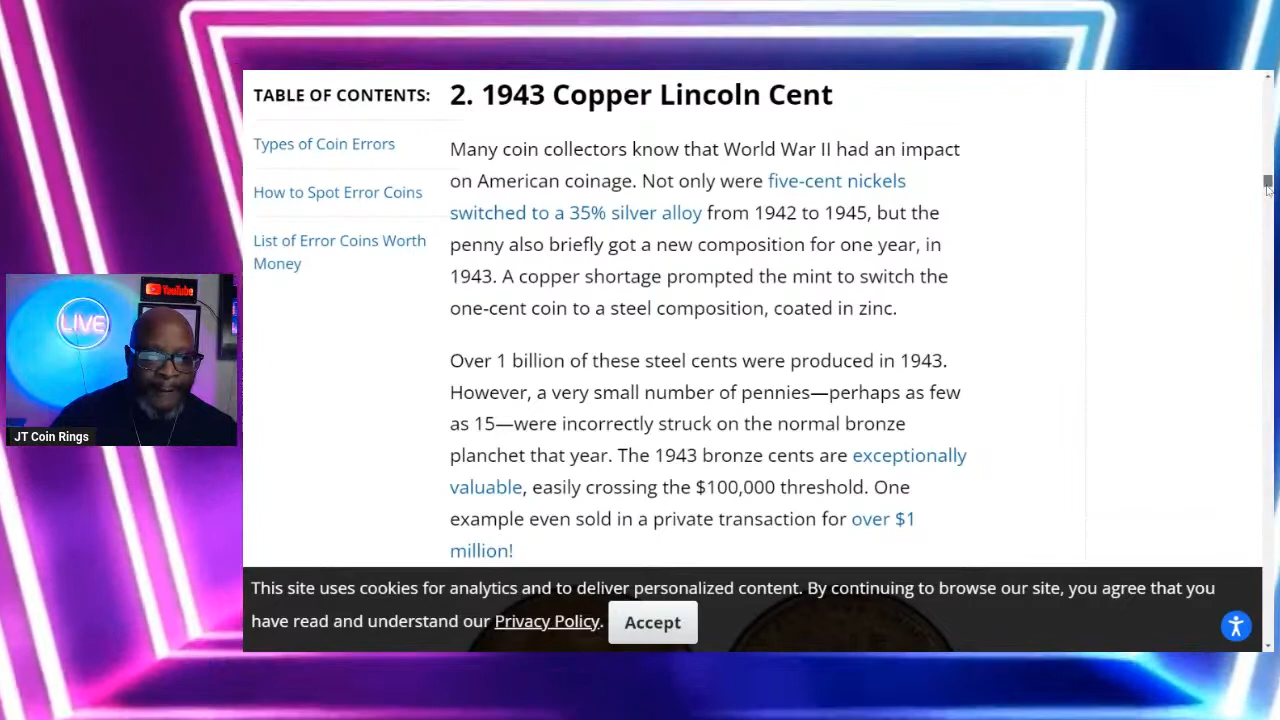 TABLE OF CONTENTS:
Types of Coin Errors
How to Spot Error Coins
List of Error Coins Worth
Money
2. 1943 Copper Lincoln Cent
Many coin collectors know that World War II had an impact
on American coinage. Not only were five-cent nickels
switched to a 35% silver alloy from 1942 to 1945, but the
penny also briefly got a new composition for one year, in
1943. A copper shortage prompted the mint to switch the
one-cent coin to a steel composition, coated in zinc.
Over 1 billion of these steel cents were produced in 1943.
However, a very small number of pennies—perhaps as few
as 15—were incorrectly struck on the normal bronze
planchet that year. The 1943 bronze cents are exceptionally
valuable, easily crossing the $100,000 threshold. One
example even sold in a private transaction for over $1
million!
This site uses cookies for analytics and to deliver personalized content. By continuing to browse our site, you agree that you
have read and understand our Privacy Policy. Accept
YouTube
LIVE
JT Coin Rings